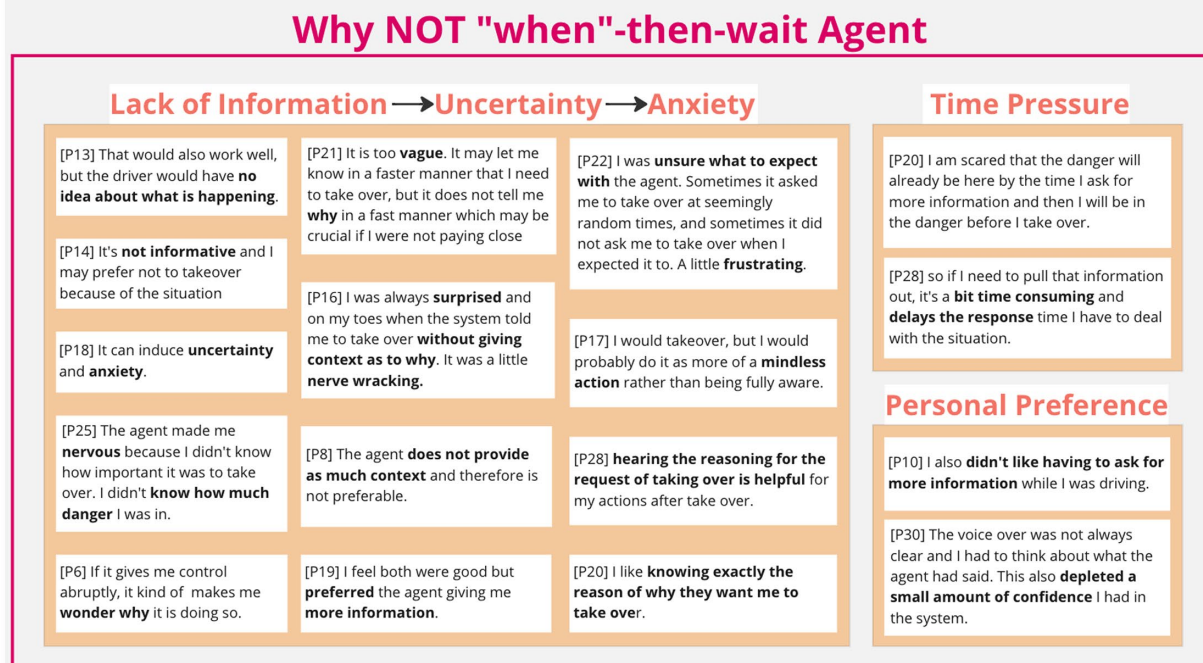 Why NOT "when"-then-wait Agent
Lack of Information → Uncertainty → Anxiety
[P13] That would also work well,
but the driver would have no
idea about what is happening.
[P14] It's not informative and I
may prefer not to takeover
because of the situation
[P18] It can induce uncertainty
and anxiety.
[P25] The agent made me
nervous because I didn't know
how important it was to take
over. I didn't know how much
danger I was in.
[P6] If it gives me control
abruptly, it kind of  makes me
wonder why it is doing so.
[P21] It is too vague. It may let me
know in a faster manner that I need
to take over, but it does not tell me
why in a fast manner which may be
crucial if I were not paying close
[P16] I was always surprised and
on my toes when the system told
me to take over without giving
context as to why. It was a little
nerve wracking.
[P8] The agent does not provide
as much context and therefore is
not preferable.
[P19] I feel both were good but
preferred the agent giving me
more information.
[P22] I was unsure what to expect
with the agent. Sometimes it asked
me to take over at seemingly
random times, and sometimes it did
not ask me to take over when I
expected it to. A little frustrating.
[P17] I would takeover, but I would
probably do it as more of a mindless
action rather than being fully aware.
[P28] hearing the reasoning for the
request of taking over is helpful for
my actions after take over.
[P20] I like knowing exactly the
reason of why they want me to
take over.
Time Pressure
[P20] I am scared that the danger will
already be here by the time I ask for
more information and then I will be in
the danger before I take over.
[P28] so if I need to pull that information
out, it's a bit time consuming and
delays the response time I have to deal
with the situation.
Personal Preference
[P10] I also didn't like having to ask for
more information while I was driving.
[P30] The voice over was not always
clear and I had to think about what the
agent had said. This also depleted a
small amount of confidence I had in
the system.